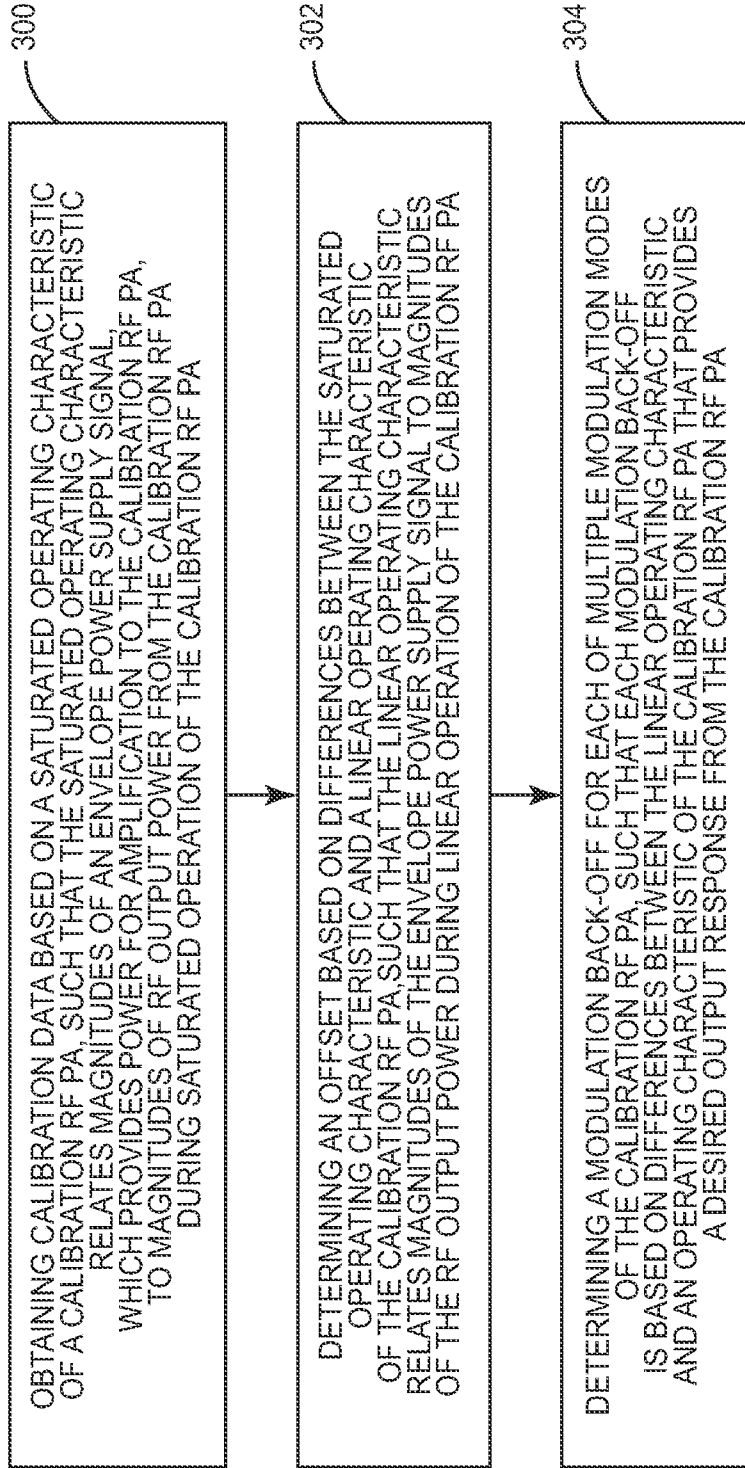 300
OBTAINING CALIBRATION DATA BASED ON A SATURATED OPERATING CHARACTERISTIC
OF A CALIBRATION RF PA, SUCH THAT THE SATURATED OPERATING CHARACTERISTIC
RELATES MAGNITUDES OF AN ENVELOPE POWER SUPPLY SIGNAL,
WHICH PROVIDES POWER FOR AMPLIFICATION TO THE CALIBRATION RF PA,
TO MAGNITUDES OF RF OUTPUT POWER FROM THE CALIBRATION RF PA
DURING SATURATED OPERATION OF THE CALIBRATION RF PA
302
DETERMINING AN OFFSET BASED ON DIFFERENCES BETWEEN THE SATURATED
OPERATING CHARACTERISTIC AND A LINEAR OPERATING CHARACTERISTIC
OF THE CALIBRATION RF PA,SUCH THAT THE LINEAR OPERATING CHARACTERISTIC
RELATES MAGNITUDES OF THE ENVELOPE POWER SUPPLY SIGNAL TO MAGNITUDES
OF THE RF OUTPUT POWER DURING LINEAR OPERATION OF THE CALIBRATION RF PA
304
DETERMINING A MODULATION BACK-OFF FOR EACH OF MULTIPLE MODULATION MODES
OF THE CALIBRATION RF PA, SUCH THAT EACH MODULATION BACK-OFF
IS BASED ON DIFFERENCES BETWEEN THE LINEAR OPERATING CHARACTERISTIC
AND AN OPERATING CHARACTERISTIC OF THE CALIBRATION RF PA THAT PROVIDES
A DESIRED OUTPUT RESPONSE FROM THE CALIBRATION RF PA